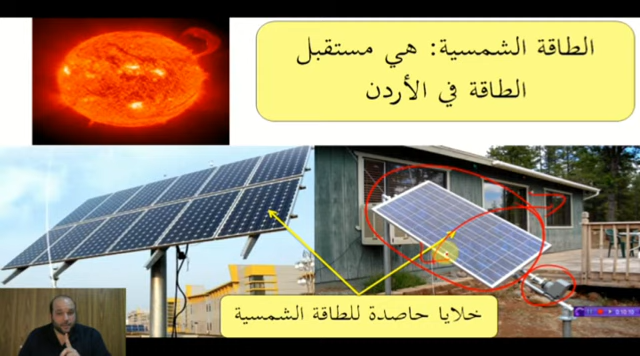 الطاقة الشمسية: هي مستقبل
الطاقة في الأردن
خلايا حاصدة للطاقة الشمسية